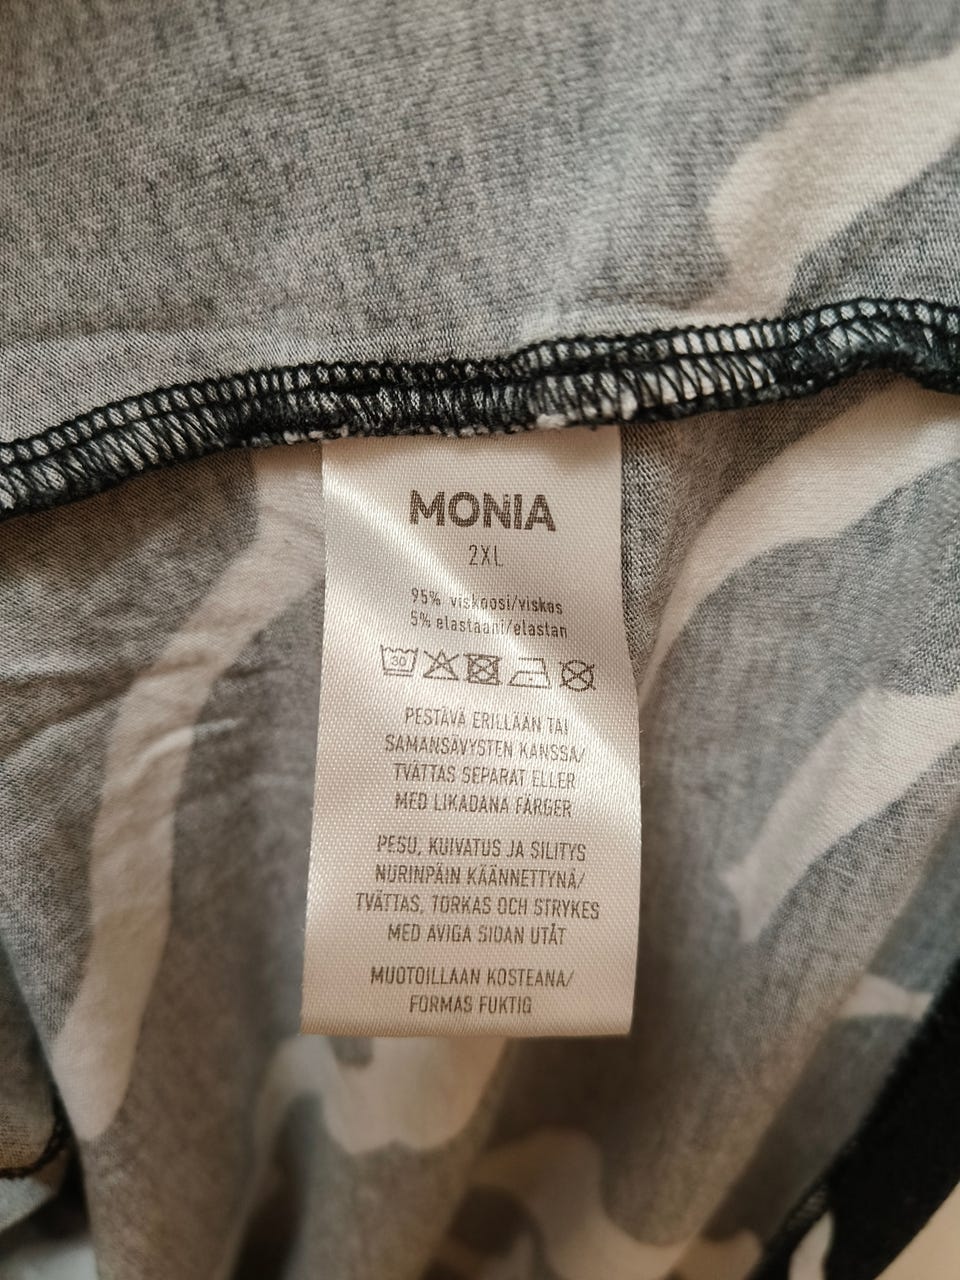 MONIA
2XL
95% viskoosi/viskos
5% elastaani/elastan
30
PESTÄVÄ ERILLÄÄN TAI
SAMANSÄVYSTEN KANSSA/
TVÄTTAS SEPARAT ELLER
MED LIKADANA FÄRGER
PESU, KUIVATUS JA SILITYS
NURINPÄIN KÄÄNNETTYNÄ/
TVÄTTAS, TORKAS OCH STRYKES
MED AVIGA SIDAN UTÅT
MUOTOILLAAN KOSTEANA/
FORMAS FUKTIG